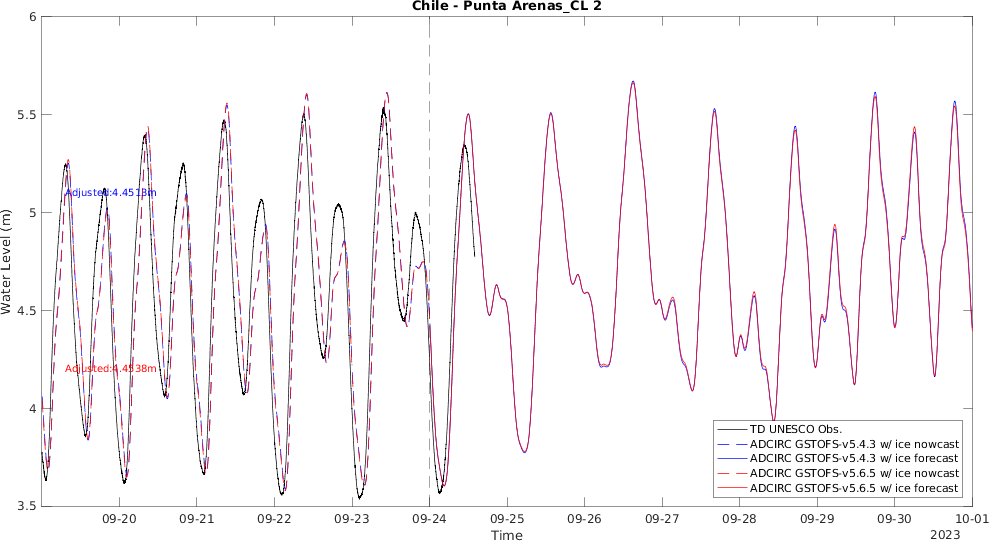 Chile - Punta Arenas_CL 2
6
5.5
5
4.5
4
3.5
Water Level (m)
Adjusted:4.4513m
Adjusted:4.4538m
TD UNESCO Obs.
ADCIRC GSTOFS-v5.4.3 w/ ice nowcast
ADCIRC GSTOFS-v5.4.3 w/ ice forecast
ADCIRC GSTOFS-v5.6.5 w/ ice nowcast
ADCIRC GSTOFS-v5.6.5 w/ ice forecast
09-20 09-21 09-22 09-23 09-24 09-25 09-26 09-27 09-28 09-29 09-30 10-01
Time
2023